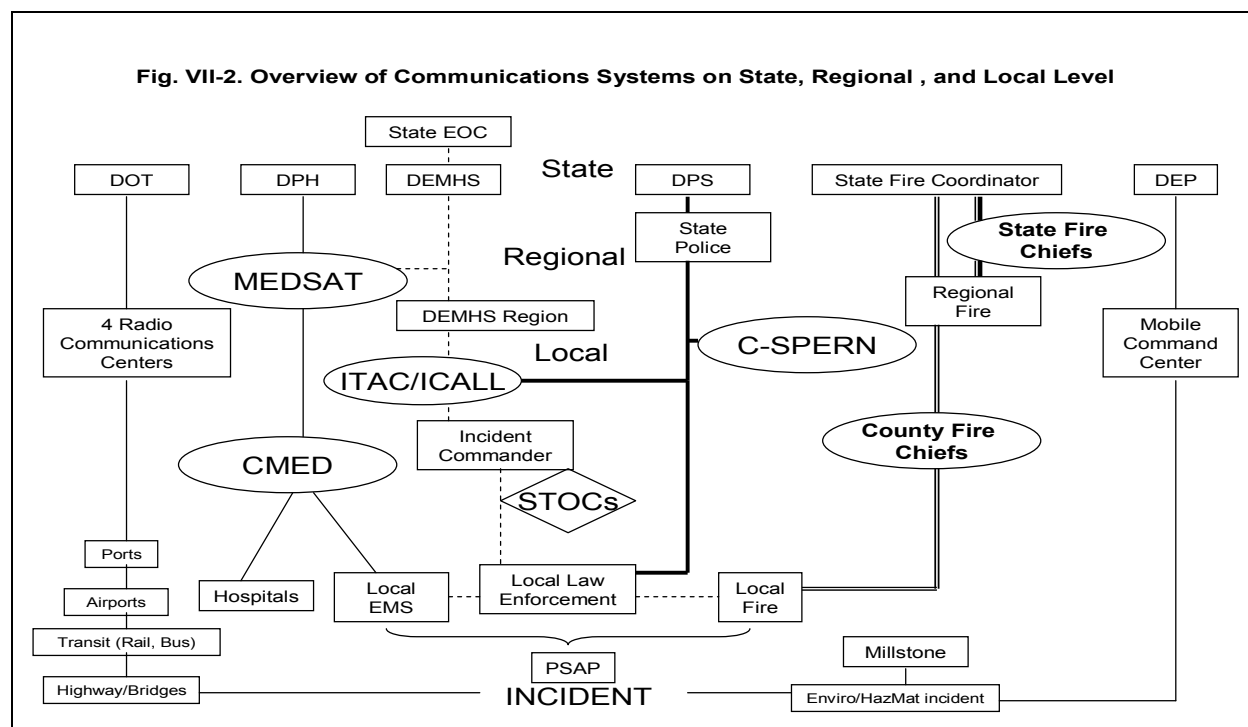 Fig. VII-2. Overview of Communications Systems on State, Regional , and Local Level
State EOC
DOT
DPH
DEMHS
State
DPS
State Fire Coordinator
DEP
State
Police
State Fire
Chiefs
Regional
MEDSAT
Regional
Fire
DEMHS Region
4 Radio
Communications
Centers
Mobile
Command
Center
Local
C-SPERN
ITAC/ICALL
Incident
Commander
County Fire
Chiefs
CMED
STOCs
Ports
Airports
Hospitals
Local
EMS
Local Law
Enforcement
Local
Fire
Transit (Rail, Bus)
Millstone
PSAP
Highway/Bridges
INCIDENT
Enviro/HazMat incident